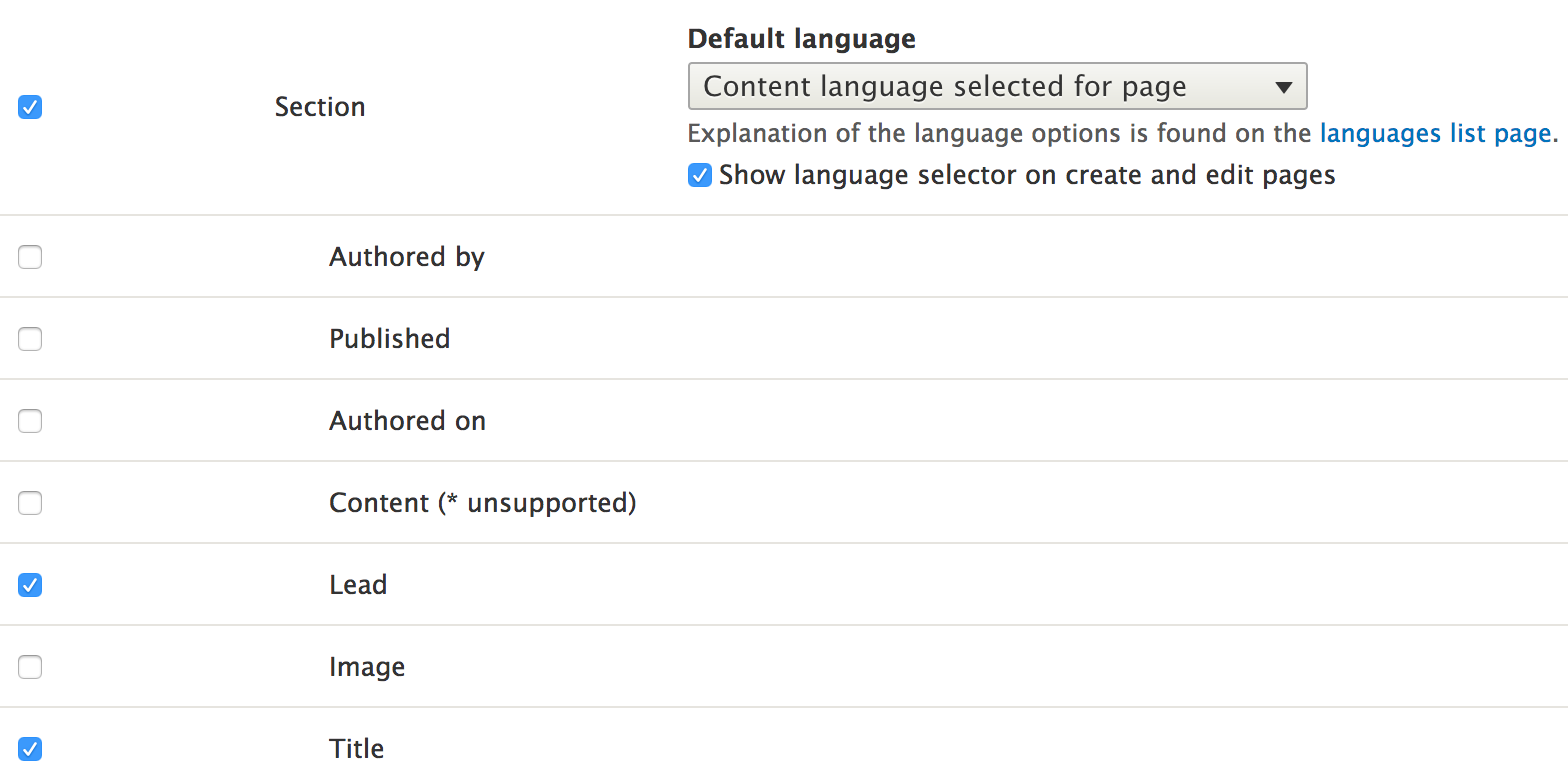 Default language
Content language selected for page
Section
Explanation of the language options is found on the languages list page.
Show language selector on create and edit pages
Authored by
Published
Authored on
Content (* unsupported)
Lead
Image
Title